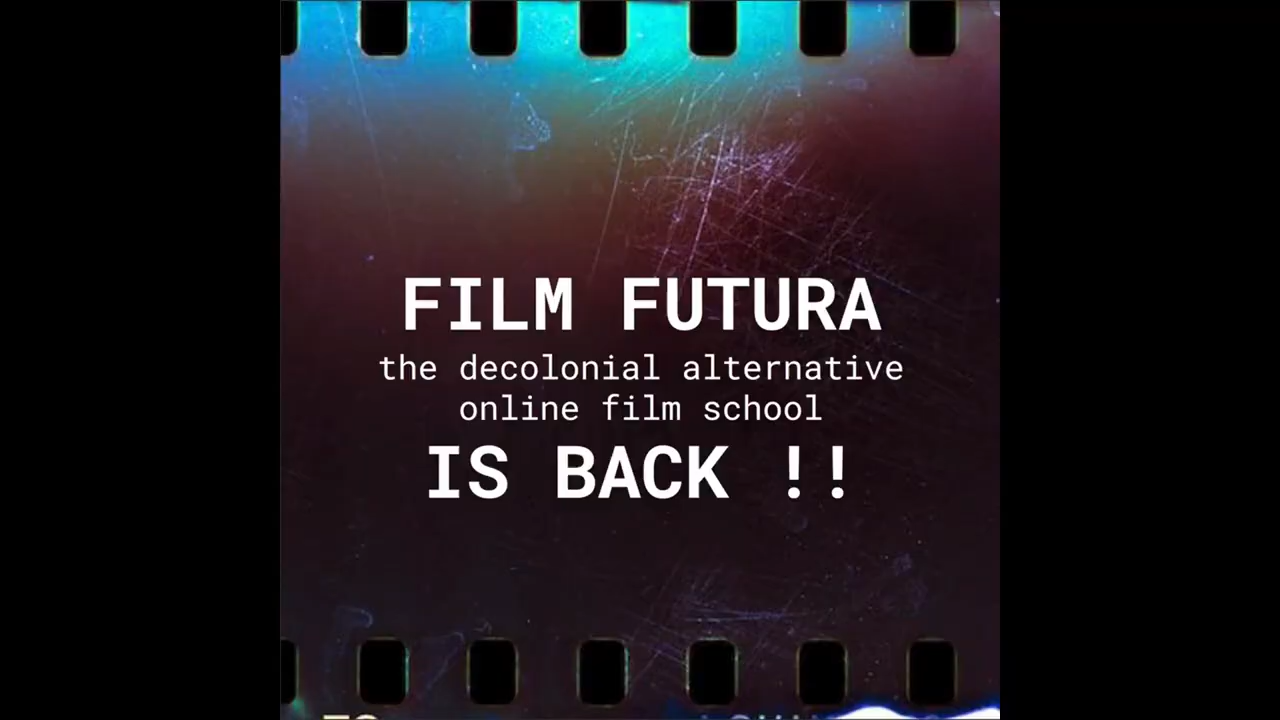 FILM FUTURA
the decolonial alternative
online film school
IS BACK !!